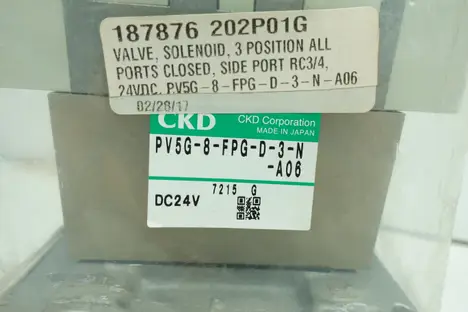 187876 202P01G
VALVE, SOLENOID, 3 POSITION ALL
PORTS CLOSED, SIDE PORT RC3/4,
24VDC, PV5G-8-FPG-D-3-N-A06
02/28/17
CKD CKD Corporation
MADE IN JAPAN
PV5G-8-FPG-D-3-N
-A06
7215 G
DC24V